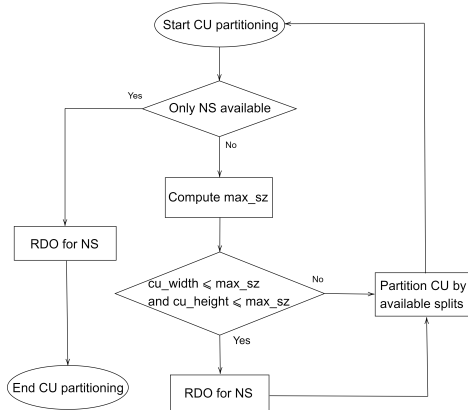 Start CU partitioning
Yes
Only NS available
No
Compute max_sz
RDO for NS
cu_width ⩽ max_sz
and cu_height ⩽ max_sz
No
Partition CU by
available splits
Yes
End CU partitioning
RDO for NS